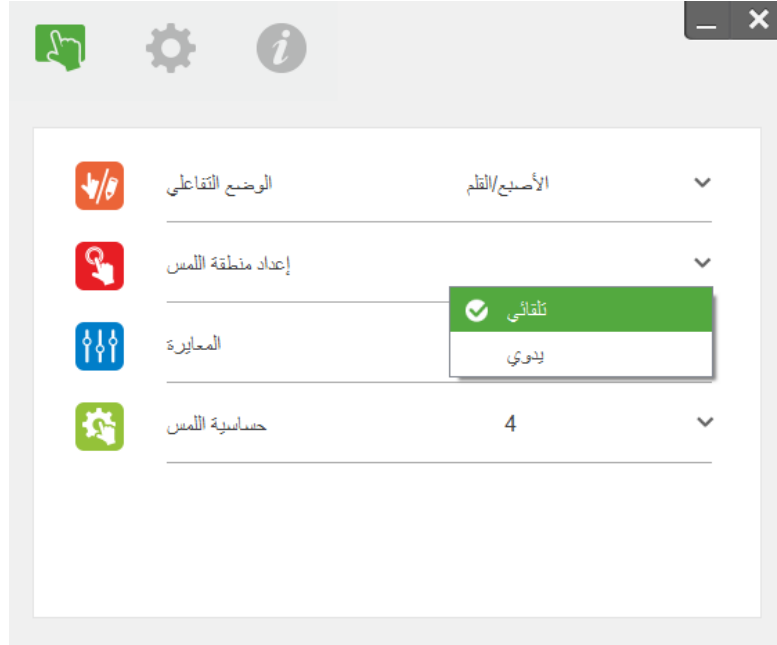 الوضع التفاعلي الأصبع/القلم
إعداد منطقة اللمس
تلقائي
المعايرة
يدوي
حساسية اللمس 4